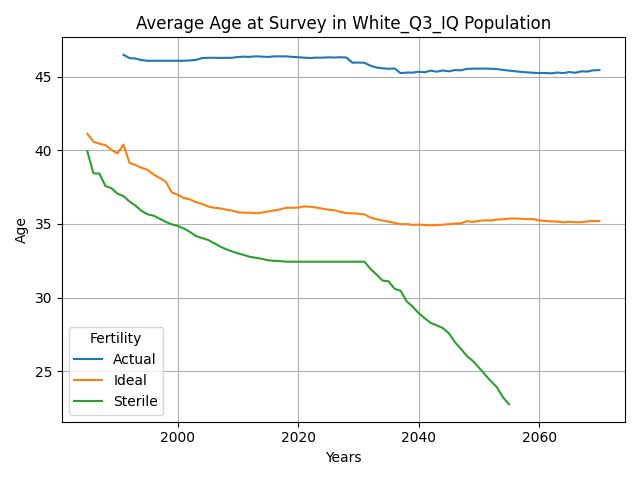 Average Age at Survey in White_Q3_IQ Population
Age
45
40
35
30
25
Fertility
Actual
Ideal
Sterile
2000 2020 2040 2060
Years